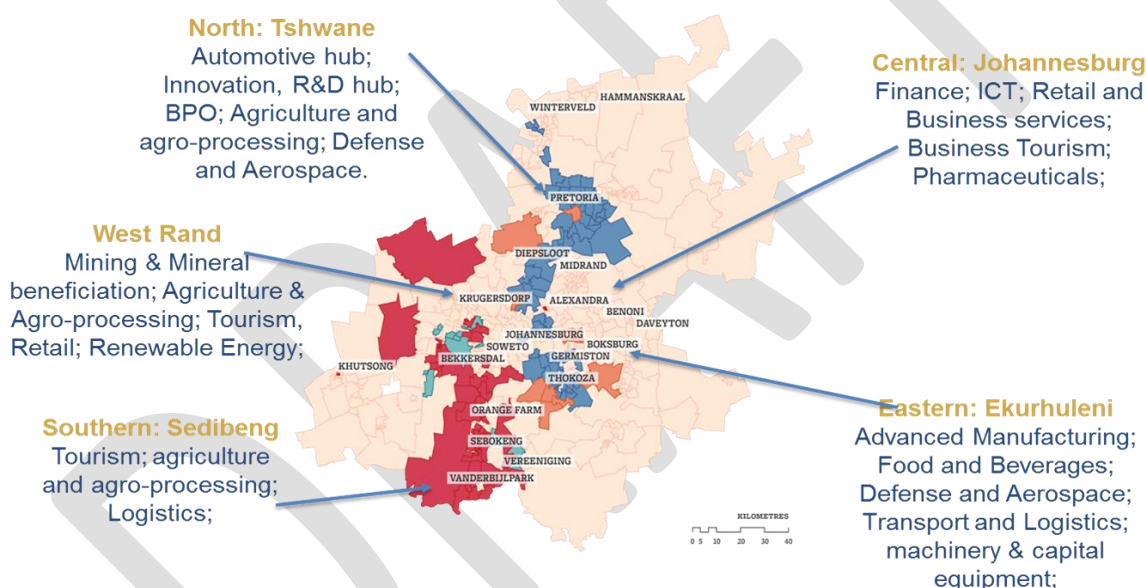 North: Tshwane
Automotive hub;
Innovation, R&D hub;
BPO; Agriculture and
agro-processing; Defense
and Aerospace.
Central: Johannesburg
Finance; ICT; Retail and
Business services;
Business Tourism;
Pharmaceuticals;
West Rand
Mining & Mineral
beneficiation; Agriculture &
Agro-processing; Tourism,
Retail; Renewable Energy;
Southern: Sedibeng
Tourism; agriculture
and agro-processing;
Logistics;
Eastern: Ekurhuleni
Advanced Manufacturing;
Food and Beverages;
Defense and Aerospace;
Transport and Logistics;
machinery & capital
equipment;
HAMMANSKRAAL
WINTERVELD
PRETORIA
DIEPSLOOT
MIDRAND
KRUGERSDORP
ALEXANDRA
BENONI
DAVEYTON
JOHANNESBURG
BOKSBURG
SOWETO
GERMISTON
BEKKERSDAL
KHUTSONG
THOKOZA
ORANGE FARM
SEBOKENG
VEREENIGING
VANDERBIJLPARK
KILOMETRES
0 5 10 20 30 40